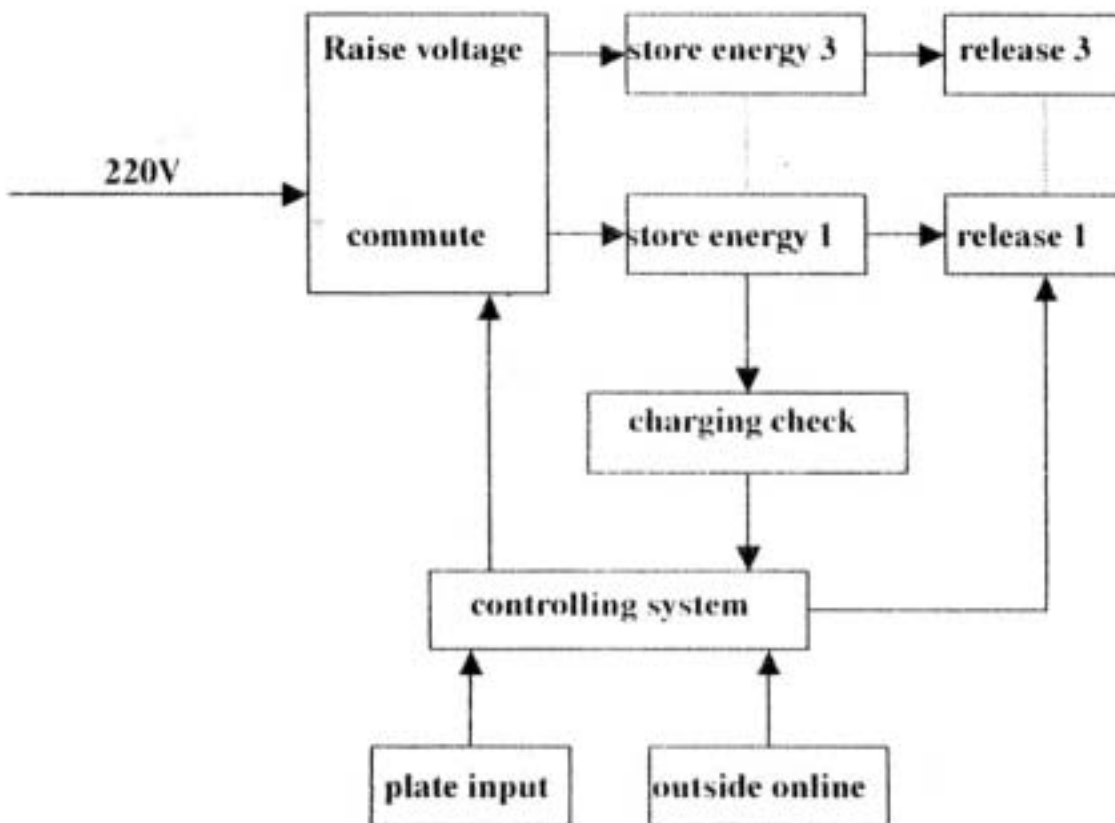 Raise voltage
store energy 3
release 3
220V
commute
store energy 1
release 1
charging check
controlling system
plate input
outside online